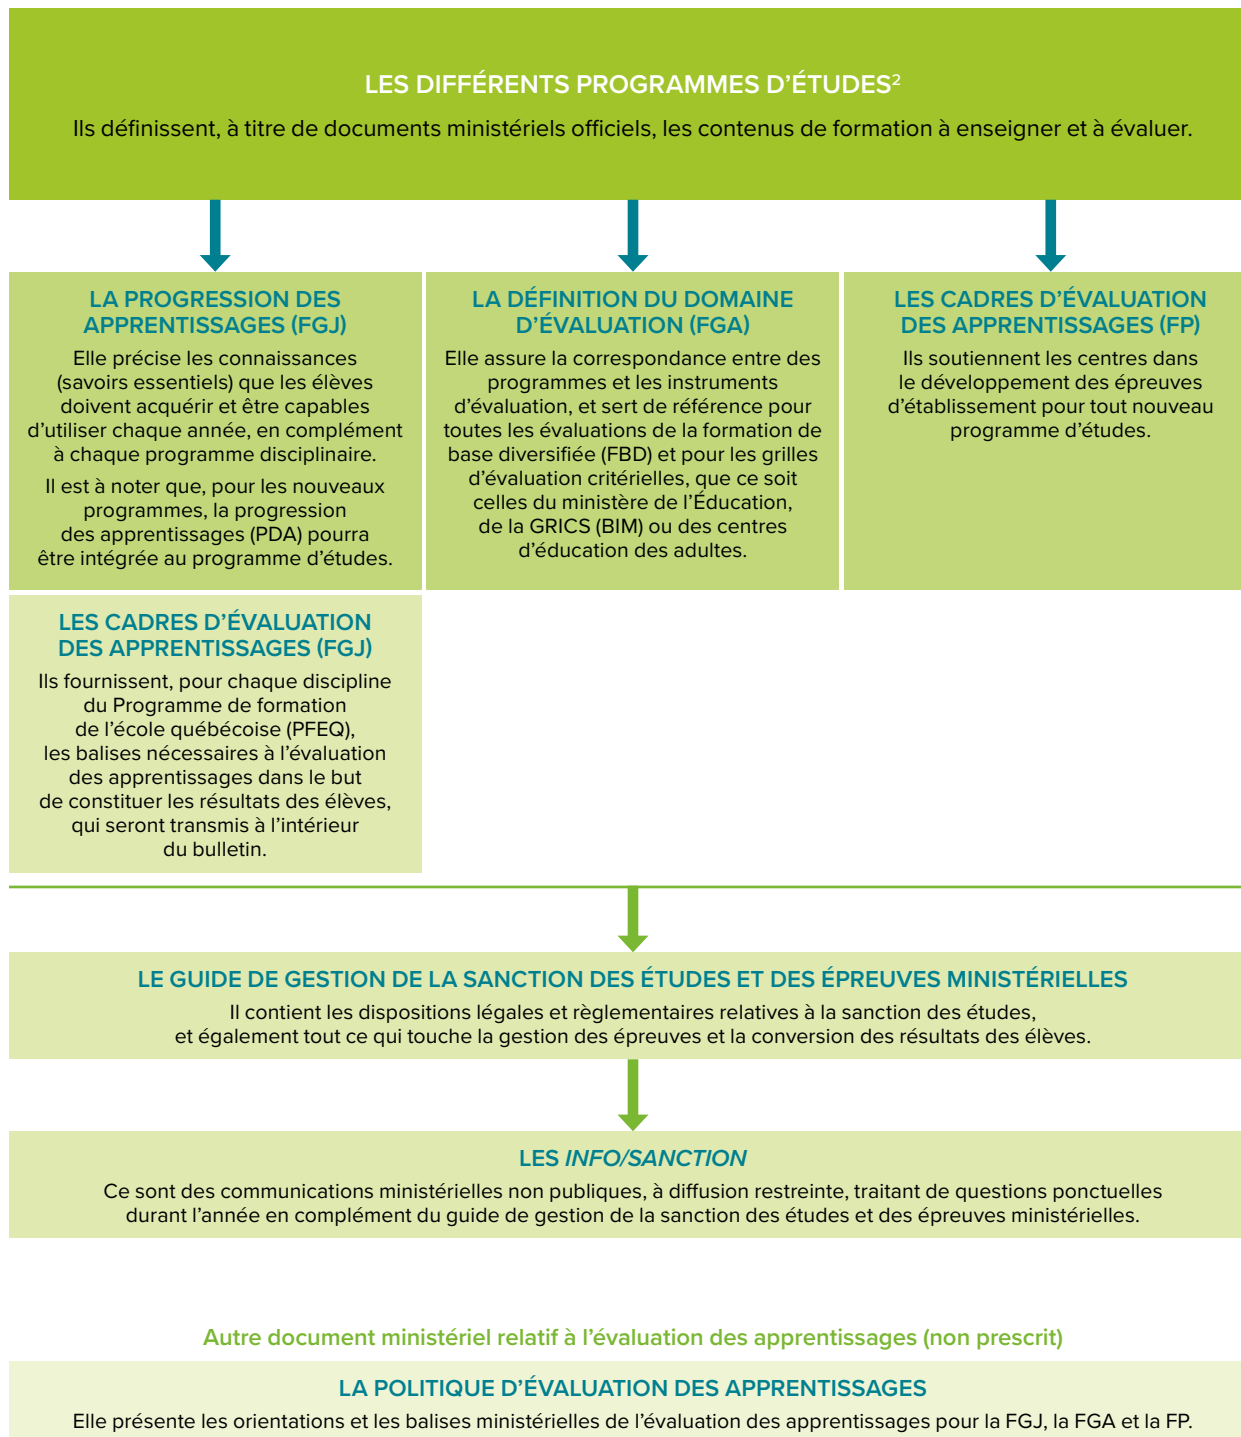 LES DIFFÉRENTS PROGRAMMES D’ÉTUDES²
Ils définissent, à titre de documents ministériels officiels, les contenus de formation à enseigner et à évaluer.
LA PROGRESSION DES
APPRENTISSAGES (FGJ)
Elle précise les connaissances
(savoirs essentiels) que les élèves
doivent acquérir et être capables
d’utiliser chaque année, en complément
à chaque programme disciplinaire.
Il est à noter que, pour les nouveaux
programmes, la progression
des apprentissages (PDA) pourra
être intégrée au programme d’études.
LA DÉFINITION DU DOMAINE
D’ÉVALUATION (FGA)
Elle assure la correspondance entre des
programmes et les instruments
d’évaluation, et sert de référence pour
toutes les évaluations de la formation de
base diversifiée (FBD) et pour les grilles
d’évaluation critérielles, que ce soit
celles du ministère de l’Éducation,
de la GRICS (BIM) ou des centres
d’éducation des adultes.
LES CADRES D’ÉVALUATION
DES APPRENTISSAGES (FP)
Ils soutiennent les centres dans
le développement des épreuves
d’établissement pour tout nouveau
programme d’études.
LES CADRES D’ÉVALUATION
DES APPRENTISSAGES (FGJ)
Ils fournissent, pour chaque discipline
du Programme de formation
de l’école québécoise (PFEQ),
les balises nécessaires à l’évaluation
des apprentissages dans le but
de constituer les résultats des élèves,
qui seront transmis à l’intérieur
du bulletin.
LE GUIDE DE GESTION DE LA SANCTION DES ÉTUDES ET DES ÉPREUVES MINISTÉRIELLES
Il contient les dispositions légales et règlementaires relatives à la sanction des études,
et également tout ce qui touche la gestion des épreuves et la conversion des résultats des élèves.
LES INFO/SANCTION
Ce sont des communications ministérielles non publiques, à diffusion restreinte, traitant de questions ponctuelles
durant l’année en complément du guide de gestion de la sanction des études et des épreuves ministérielles.
Autre document ministériel relatif à l’évaluation des apprentissages (non prescrit)
LA POLITIQUE D’ÉVALUATION DES APPRENTISSAGES
Elle présente les orientations et les balises ministérielles de l’évaluation des apprentissages pour la FGJ, la FGA et la FP.